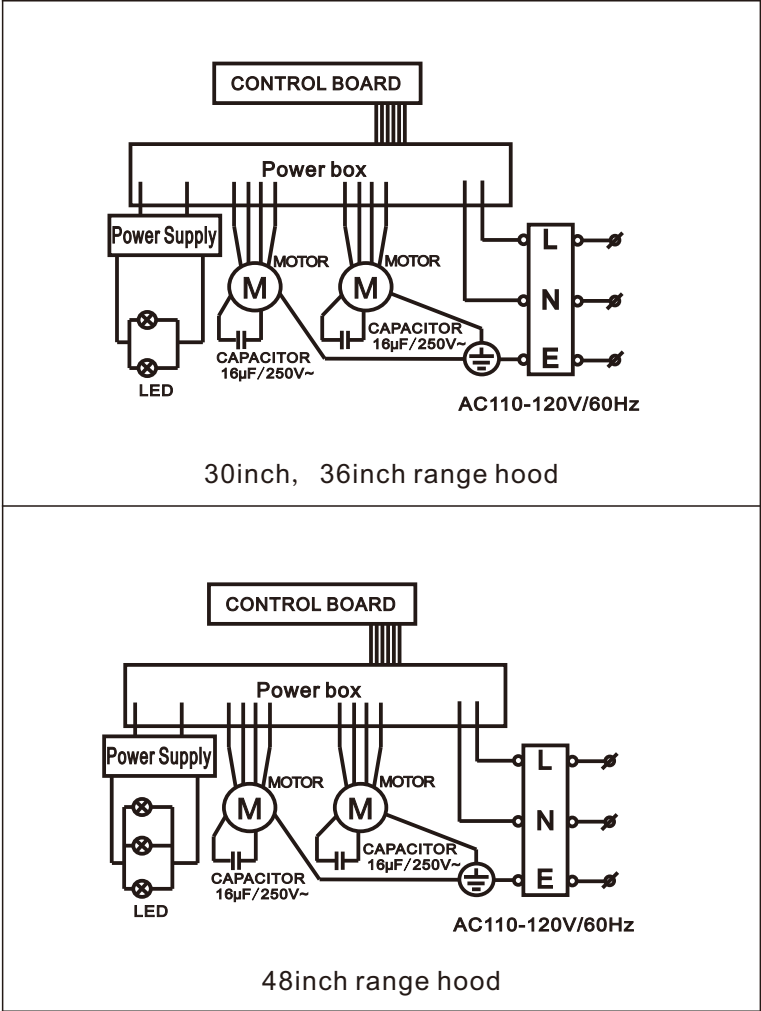 CONTROL BOARD
Power box
Power Supply
L
MOTOR
MOTOR
M
M
N
CAPACITOR
16μF/250V~
CAPACITOR
16μF/250V~
E
LED
AC110-120V/60Hz
30inch, 36inch range hood
CONTROL BOARD
Power box
Power Supply
L
MOTOR
MOTOR
M
M
N
CAPACITOR
16μF/250V~
CAPACITOR
16μF/250V~
E
LED
AC110-120V/60Hz
48inch range hood